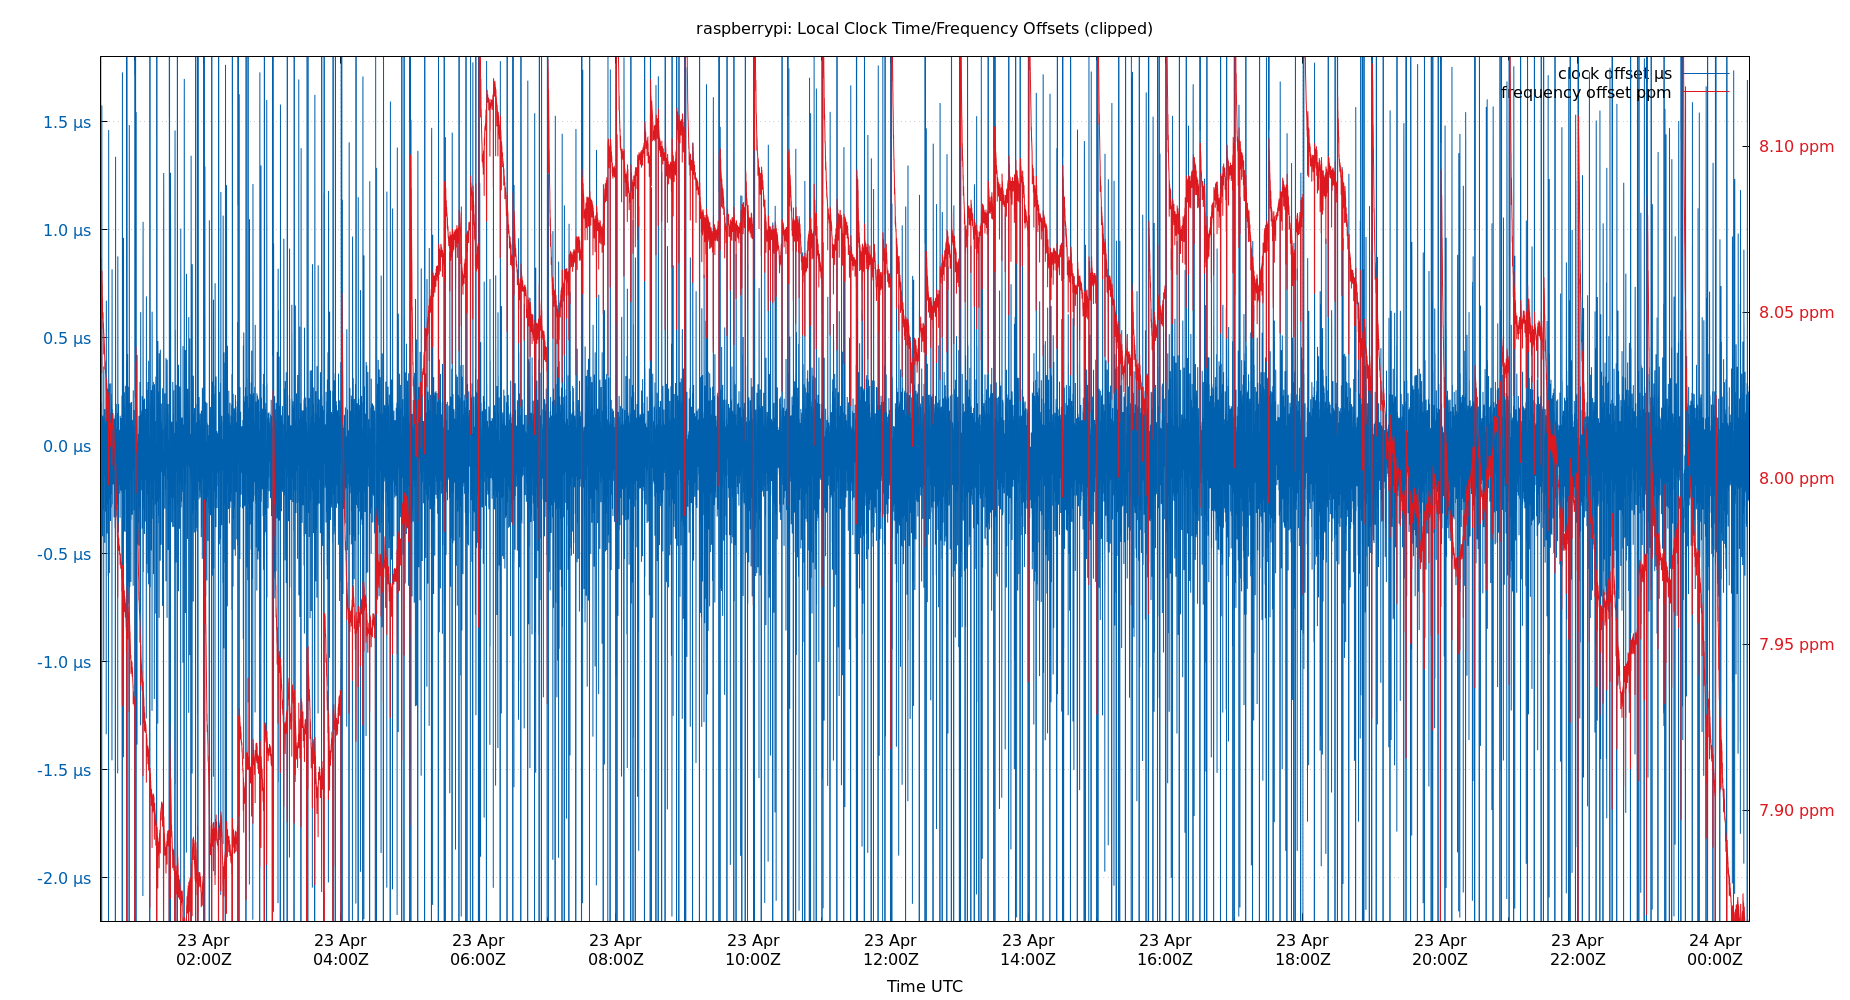 raspberrypi: Local Clock Time/Frequency Offsets (clipped)
clock offset µs
frequency offset ppm
1.5 µs
1.0 µs
0.5 µs
0.0 µs
-0.5 µs
-1.0 µs
-1.5 µs
-2.0 µs
8.10 ppm
8.05 ppm
8.00 ppm
7.95 ppm
7.90 ppm
23 Apr 23 Apr 23 Apr 23 Apr 23 Apr 23 Apr 23 Apr 23 Apr 23 Apr 23 Apr 23 Apr 24 Apr
02:00Z 04:00Z 06:00Z 08:00Z 10:00Z 12:00Z 14:00Z 16:00Z 18:00Z 20:00Z 22:00Z 00:00Z
Time UTC